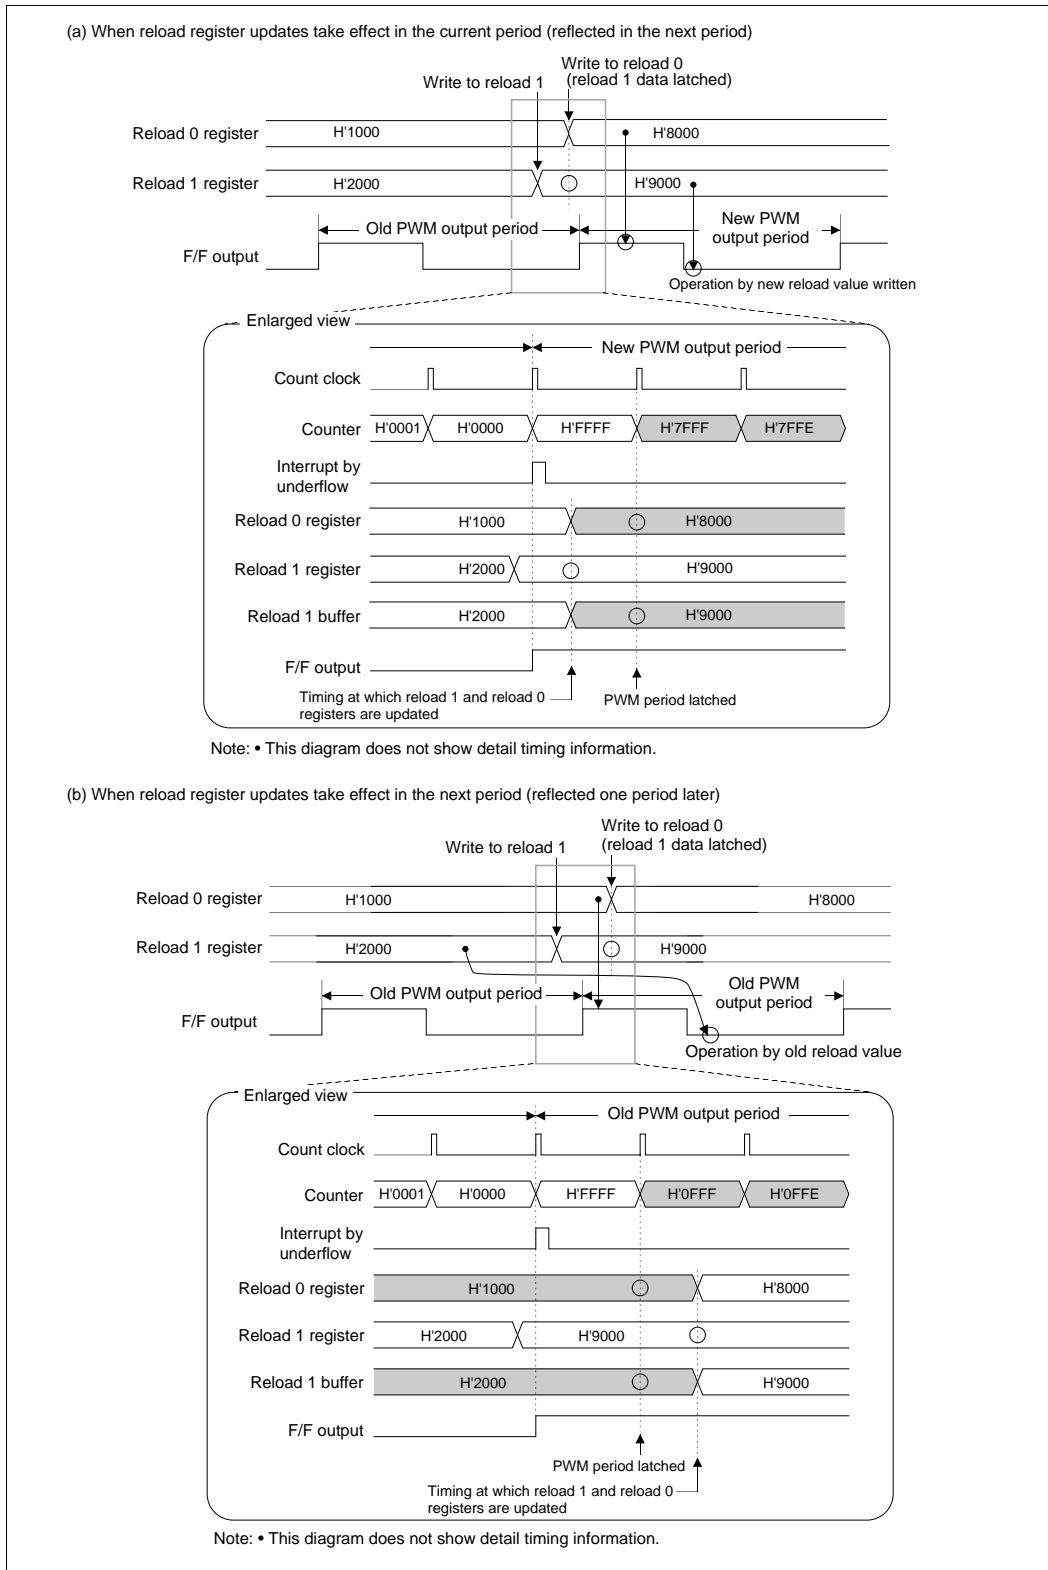 (a) When reload register updates take effect in the current period (reflected in the next period)
Write to reload 0
(reload 1 data latched)
Write to reload 1
Reload 0 register
H'1000
H'8000
Reload 1 register
H'2000
H'9000
Old PWM output period
New PWM
output period
F/F output
Operation by new reload value written
Enlarged view
New PWM output period
Count clock
Counter
H'0001
H'0000
H'FFFF
H'7FFF
H'7FFE
Interrupt by
underflow
Reload 0 register
H'1000
H'8000
Reload 1 register
H'2000
H'9000
Reload 1 buffer
H'2000
H'9000
F/F output
Timing at which reload 1 and reload 0
registers are updated
PWM period latched
Note: • This diagram does not show detail timing information.
(b) When reload register updates take effect in the next period (reflected one period later)
Write to reload 0
(reload 1 data latched)
Write to reload 1
Reload 0 register
H'1000
H'8000
Reload 1 register
H'2000
H'9000
Old PWM output period
Old PWM
output period
F/F output
Operation by old reload value
Enlarged view
Old PWM output period
Count clock
Counter
H'0001
H'0000
H'FFFF
H'0FFF
H'0FFE
Interrupt by
underflow
Reload 0 register
H'1000
H'8000
Reload 1 register
H'2000
H'9000
Reload 1 buffer
H'2000
H'9000
F/F output
PWM period latched
Timing at which reload 1 and reload 0
registers are updated
Note: • This diagram does not show detail timing information.